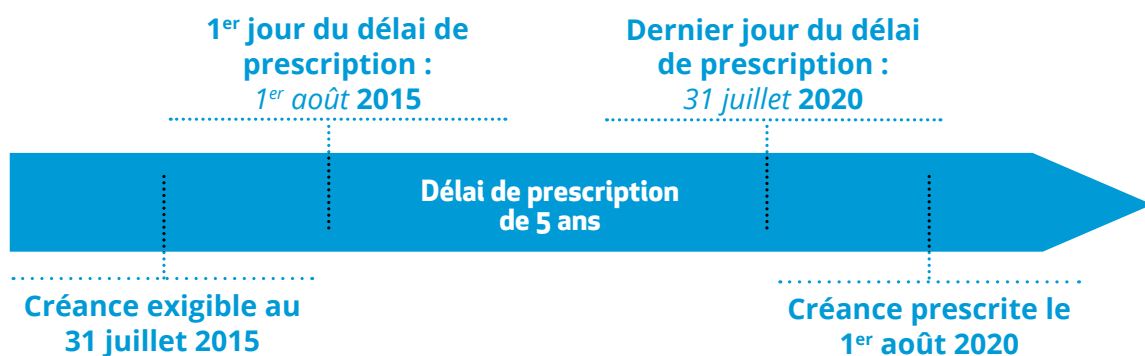 1er jour du délai de
prescription :
1er août 2015
Dernier jour du délai
de prescription :
31 juillet 2020
Délai de prescription
de 5 ans
Créance exigible au
31 juillet 2015
Créance prescrite le
1er août 2020